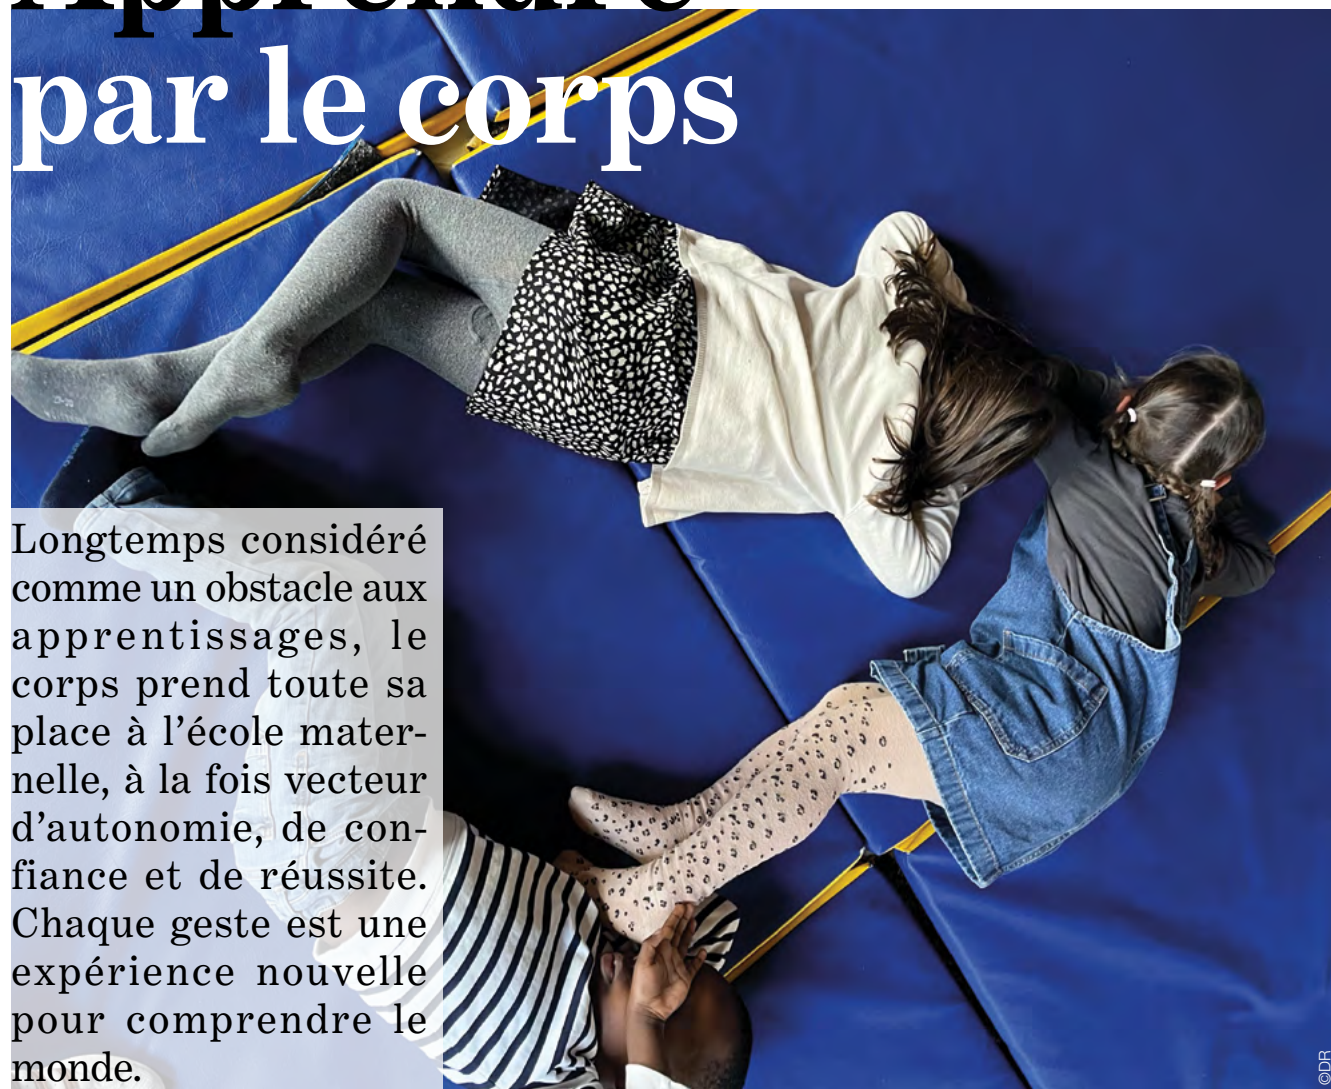 Apprendre
par le corps
Longtemps considéré
comme un obstacle aux
apprentissages, le
corps prend toute sa
place à l’école mater-
nelle, à la fois vecteur
d’autonomie, de con-
fiance et de réussite.
Chaque geste est une
expérience nouvelle
pour comprendre le
monde.
©DR